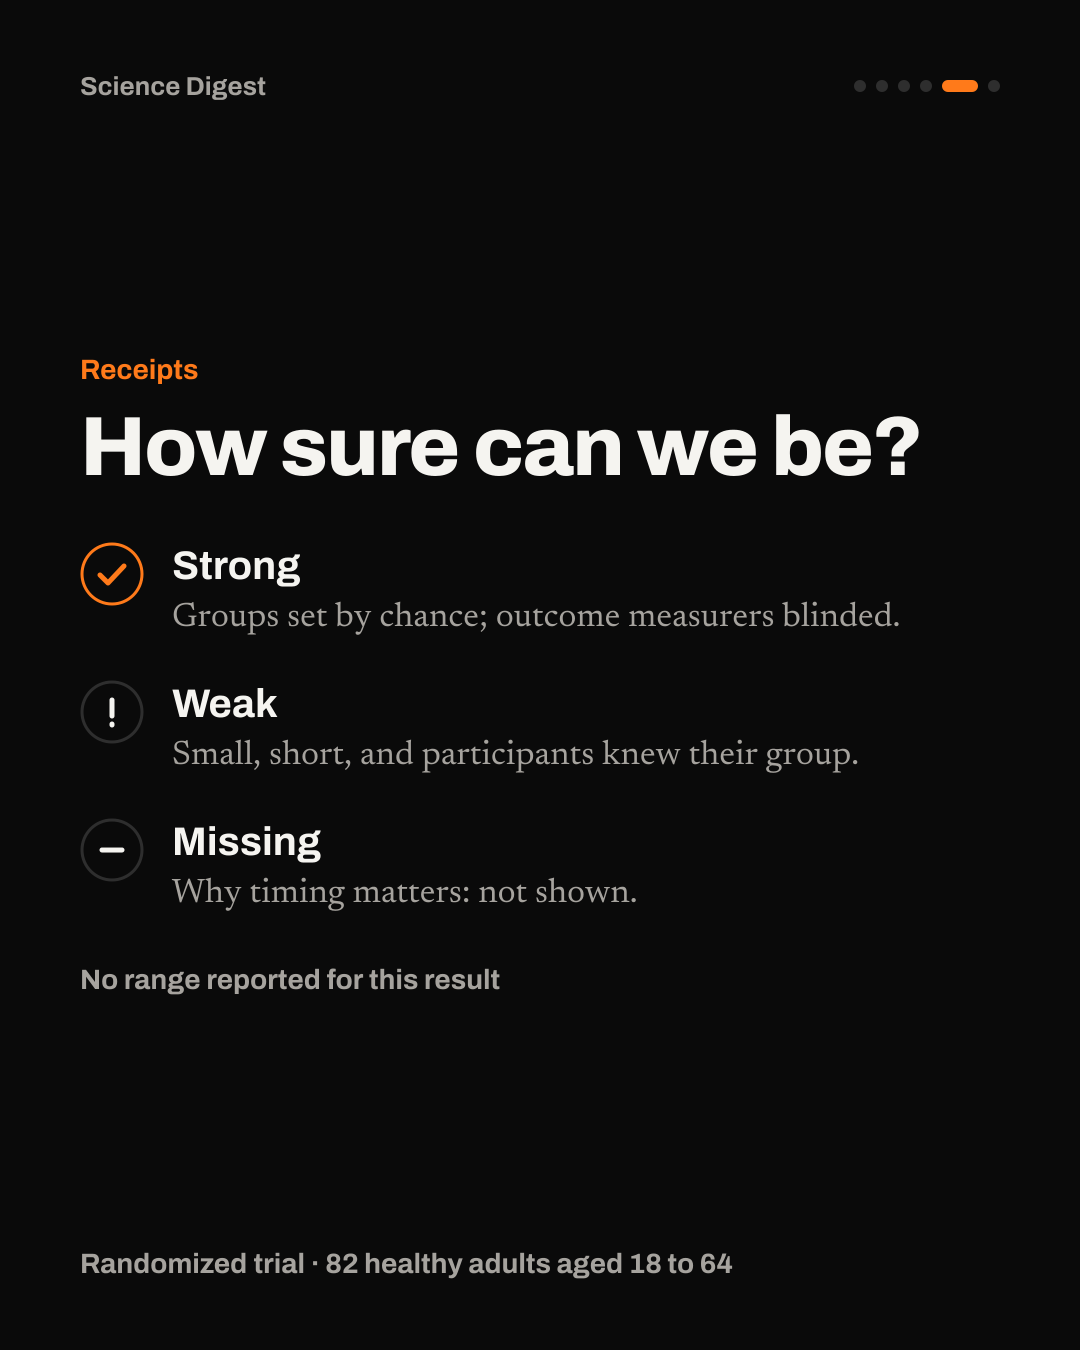 Science Digest
Receipts
How sure can we be?
Strong
Groups set by chance; outcome measurers blinded.
Weak
Small, short, and participants knew their group.
Missing
Why timing matters: not shown.
No range reported for this result
Randomized trial · 82 healthy adults aged 18 to 64